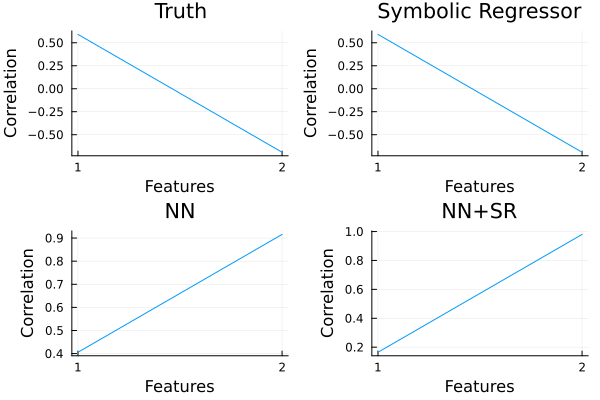 Truth
Correlation
0.50
0.25
0.00
−0.25
−0.50
1
2
Features
Symbolic Regressor
Correlation
0.50
0.25
0.00
−0.25
−0.50
1
2
Features
NN
Correlation
0.9
0.8
0.7
0.6
0.5
0.4
1
2
Features
NN+SR
Correlation
1.0
0.8
0.6
0.4
0.2
1
2
Features